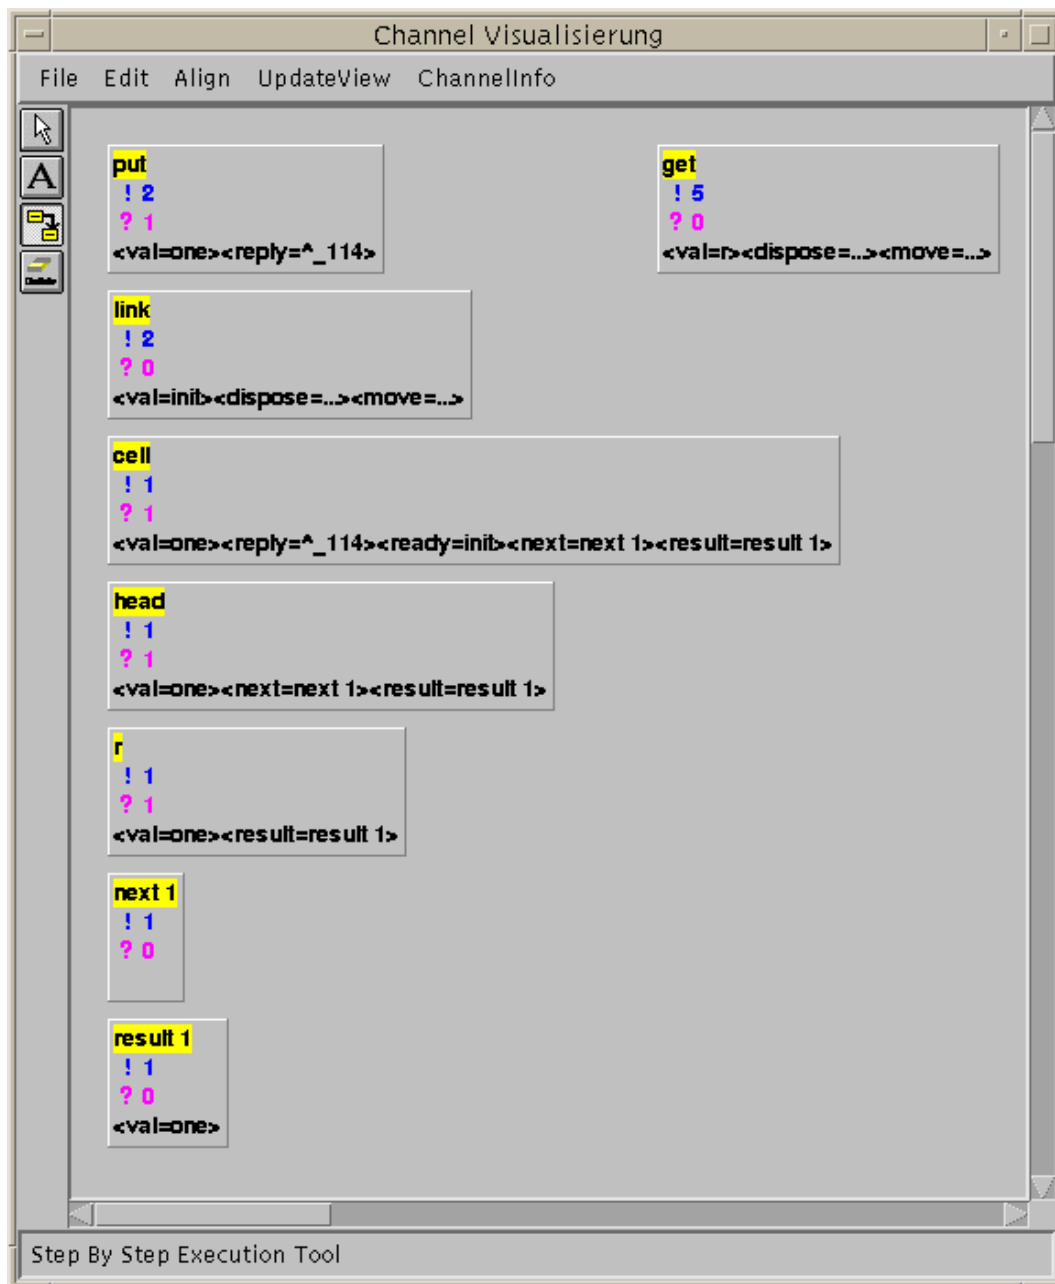 Channel Visualisierung
File Edit Align UpdateView ChannelInfo
A
put
! 2
? 1
<val=one><reply=^_114>
get
! 5
? 0
<val=r><dispose=...><move=...>
link
! 2
? 0
<val=init><dispose=...><move=...>
cell
! 1
? 1
<val=one><reply=^_114><ready=init><next=next 1><result=result 1>
head
! 1
? 1
<val=one><next=next 1><result=result 1>
r
! 1
? 1
<val=one><result=result 1>
next 1
! 1
? 0
result 1
! 1
? 0
<val=one>
Step By Step Execution Tool